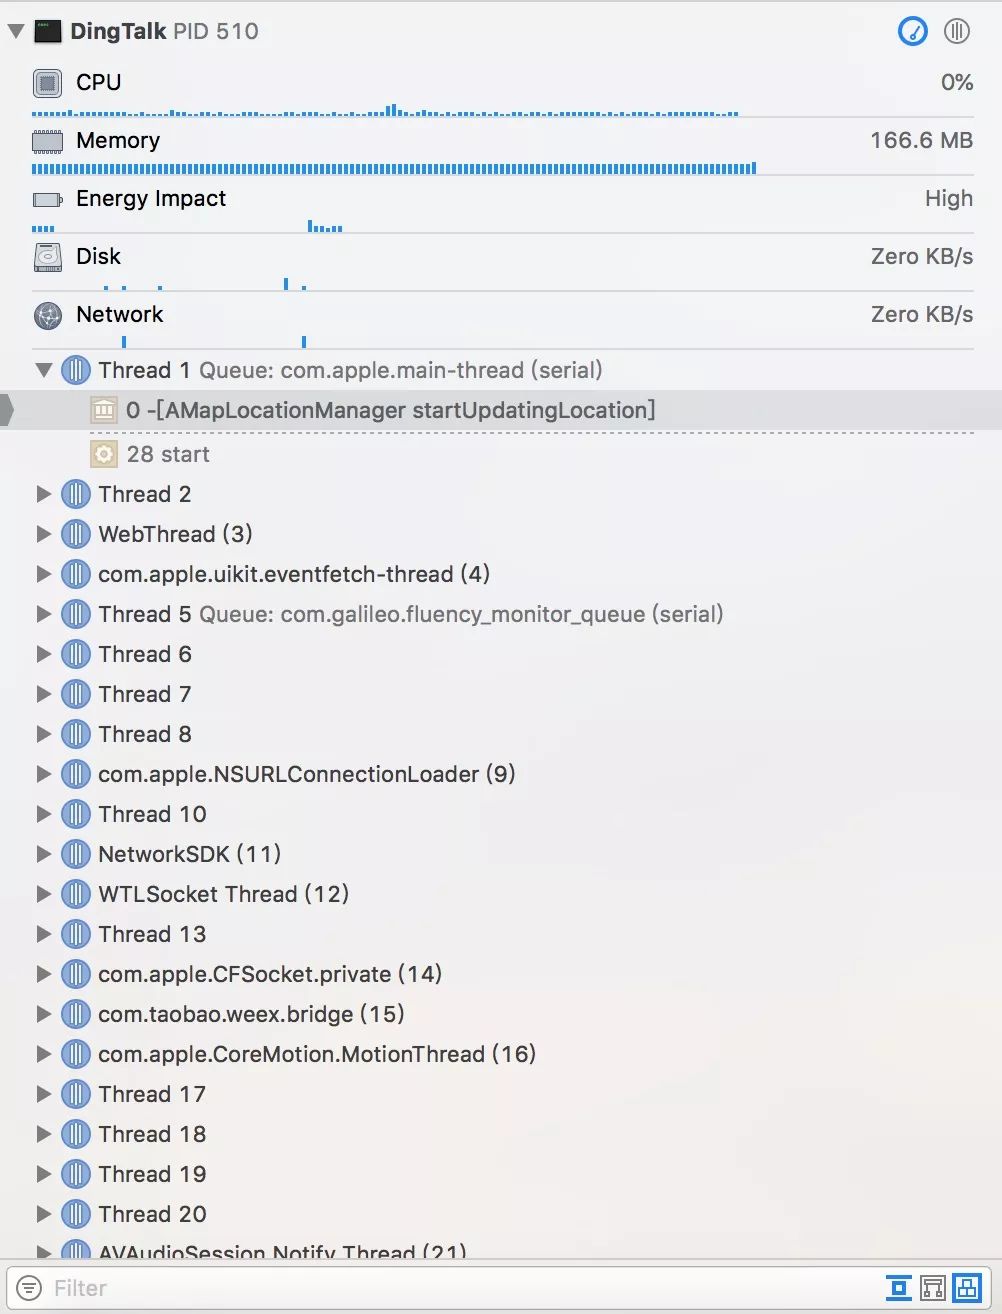 DingTalk PID 510
CPU 0%
Memory 166.6 MB
Energy Impact High
Disk Zero KB/s
Network Zero KB/s
Thread 1 Queue: com.apple.main-thread (serial)
0 -[AMapLocationManager startUpdatingLocation]
28 start
Thread 2
WebThread (3)
com.apple.uikit.eventfetch-thread (4)
Thread 5 Queue: com.galileo.fluency_monitor_queue (serial)
Thread 6
Thread 7
Thread 8
com.apple.NSURLConnectionLoader (9)
Thread 10
NetworkSDK (11)
WTLSocket Thread (12)
Thread 13
com.apple.CFSocket.private (14)
com.taobao.weex.bridge (15)
com.apple.CoreMotion.MotionThread (16)
Thread 17
Thread 18
Thread 19
Thread 20
AVAudioSession Notify Thread (21)
Filter